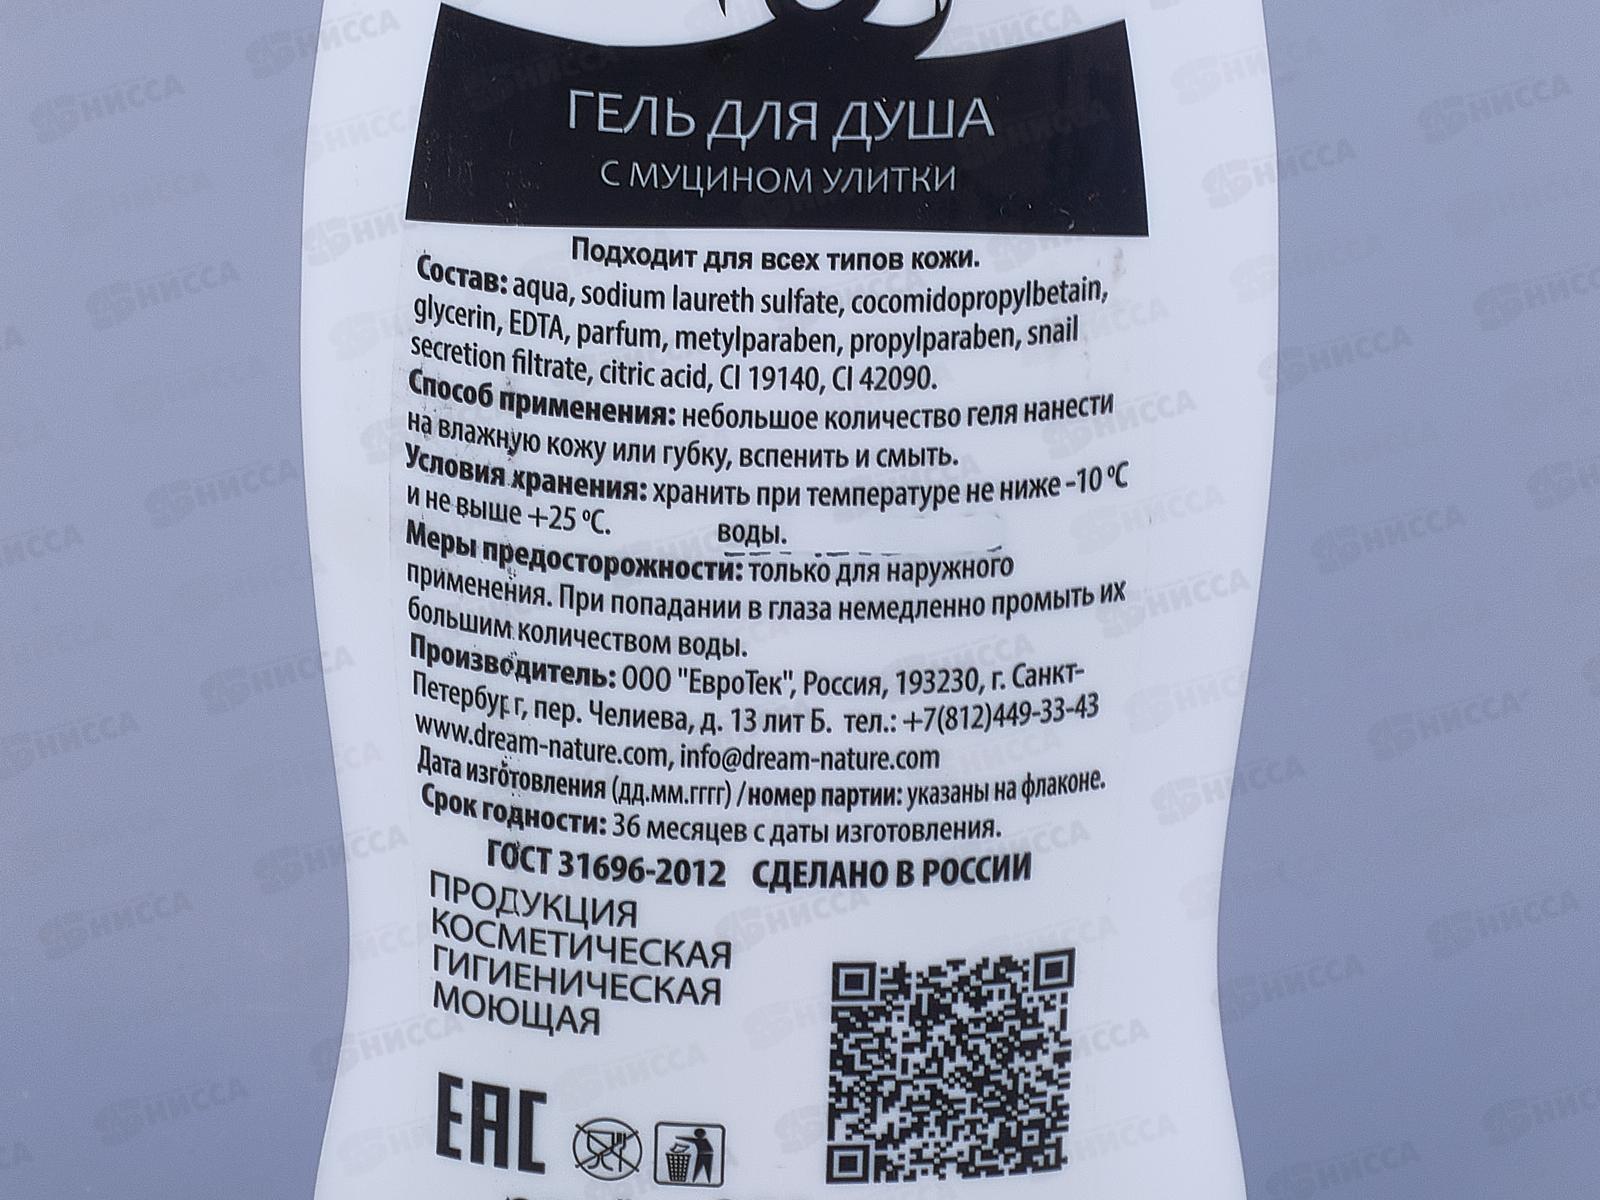 ГЕЛЬ ДЛЯ ДУША
С МУЦИНОМ УЛИТКИ
Подходит для всех типов кожи.
Состав: aqua, sodium laureth sulfate, cocomidopropylbetain,
glycerin, EDTA, parfum, metylparaben, propylparaben, snail
secretion filtrate, citric acid, CI 19140, CI 42090.
Способ применения: небольшое количество геля нанести
на влажную кожу или губку, вспенить и смыть.
Условия хранения: хранить при температуре не ниже -10 ºC
и не выше +25 ºC. воды.
Меры предосторожности: только для наружного
применения. При попадании в глаза немедленно промыть их
большим количеством воды.
Производитель: ООО "ЕвроТек", Россия, 193230, г. Санкт-
Петербург, пер. Челиева, д. 13 лит Б. тел.: +7(812)449-33-43
www.dream-nature.com, info@dream-nature.com
Дата изготовления (дд.мм.гггг) /номер партии: указаны на флаконе.
Срок годности: 36 месяцев с даты изготовления.
ГОСТ 31696-2012 СДЕЛАНО В РОССИИ
ПРОДУКЦИЯ
КОСМЕТИЧЕСКАЯ
ГИГИЕНИЧЕСКАЯ
МОЮЩАЯ
EAC
НИССА